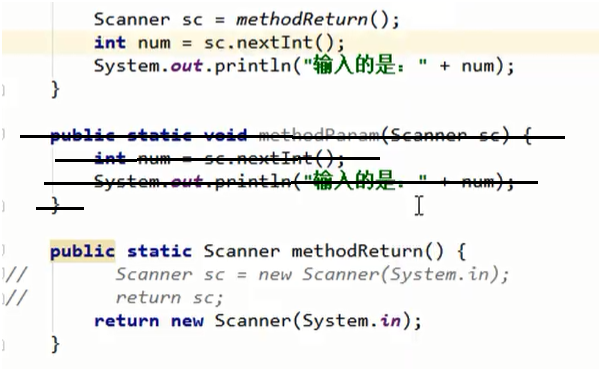 Scanner sc = methodReturn();
int num = sc.nextInt();
System.out.println("输入的是：" + num);
}
public static void methodParam(Scanner sc) {
int num = sc.nextInt();
System.out.println("输入的是：" + num);
}
public static Scanner methodReturn() {
//      Scanner sc = new Scanner(System.in);
//      return sc;
return new Scanner(System.in);
}